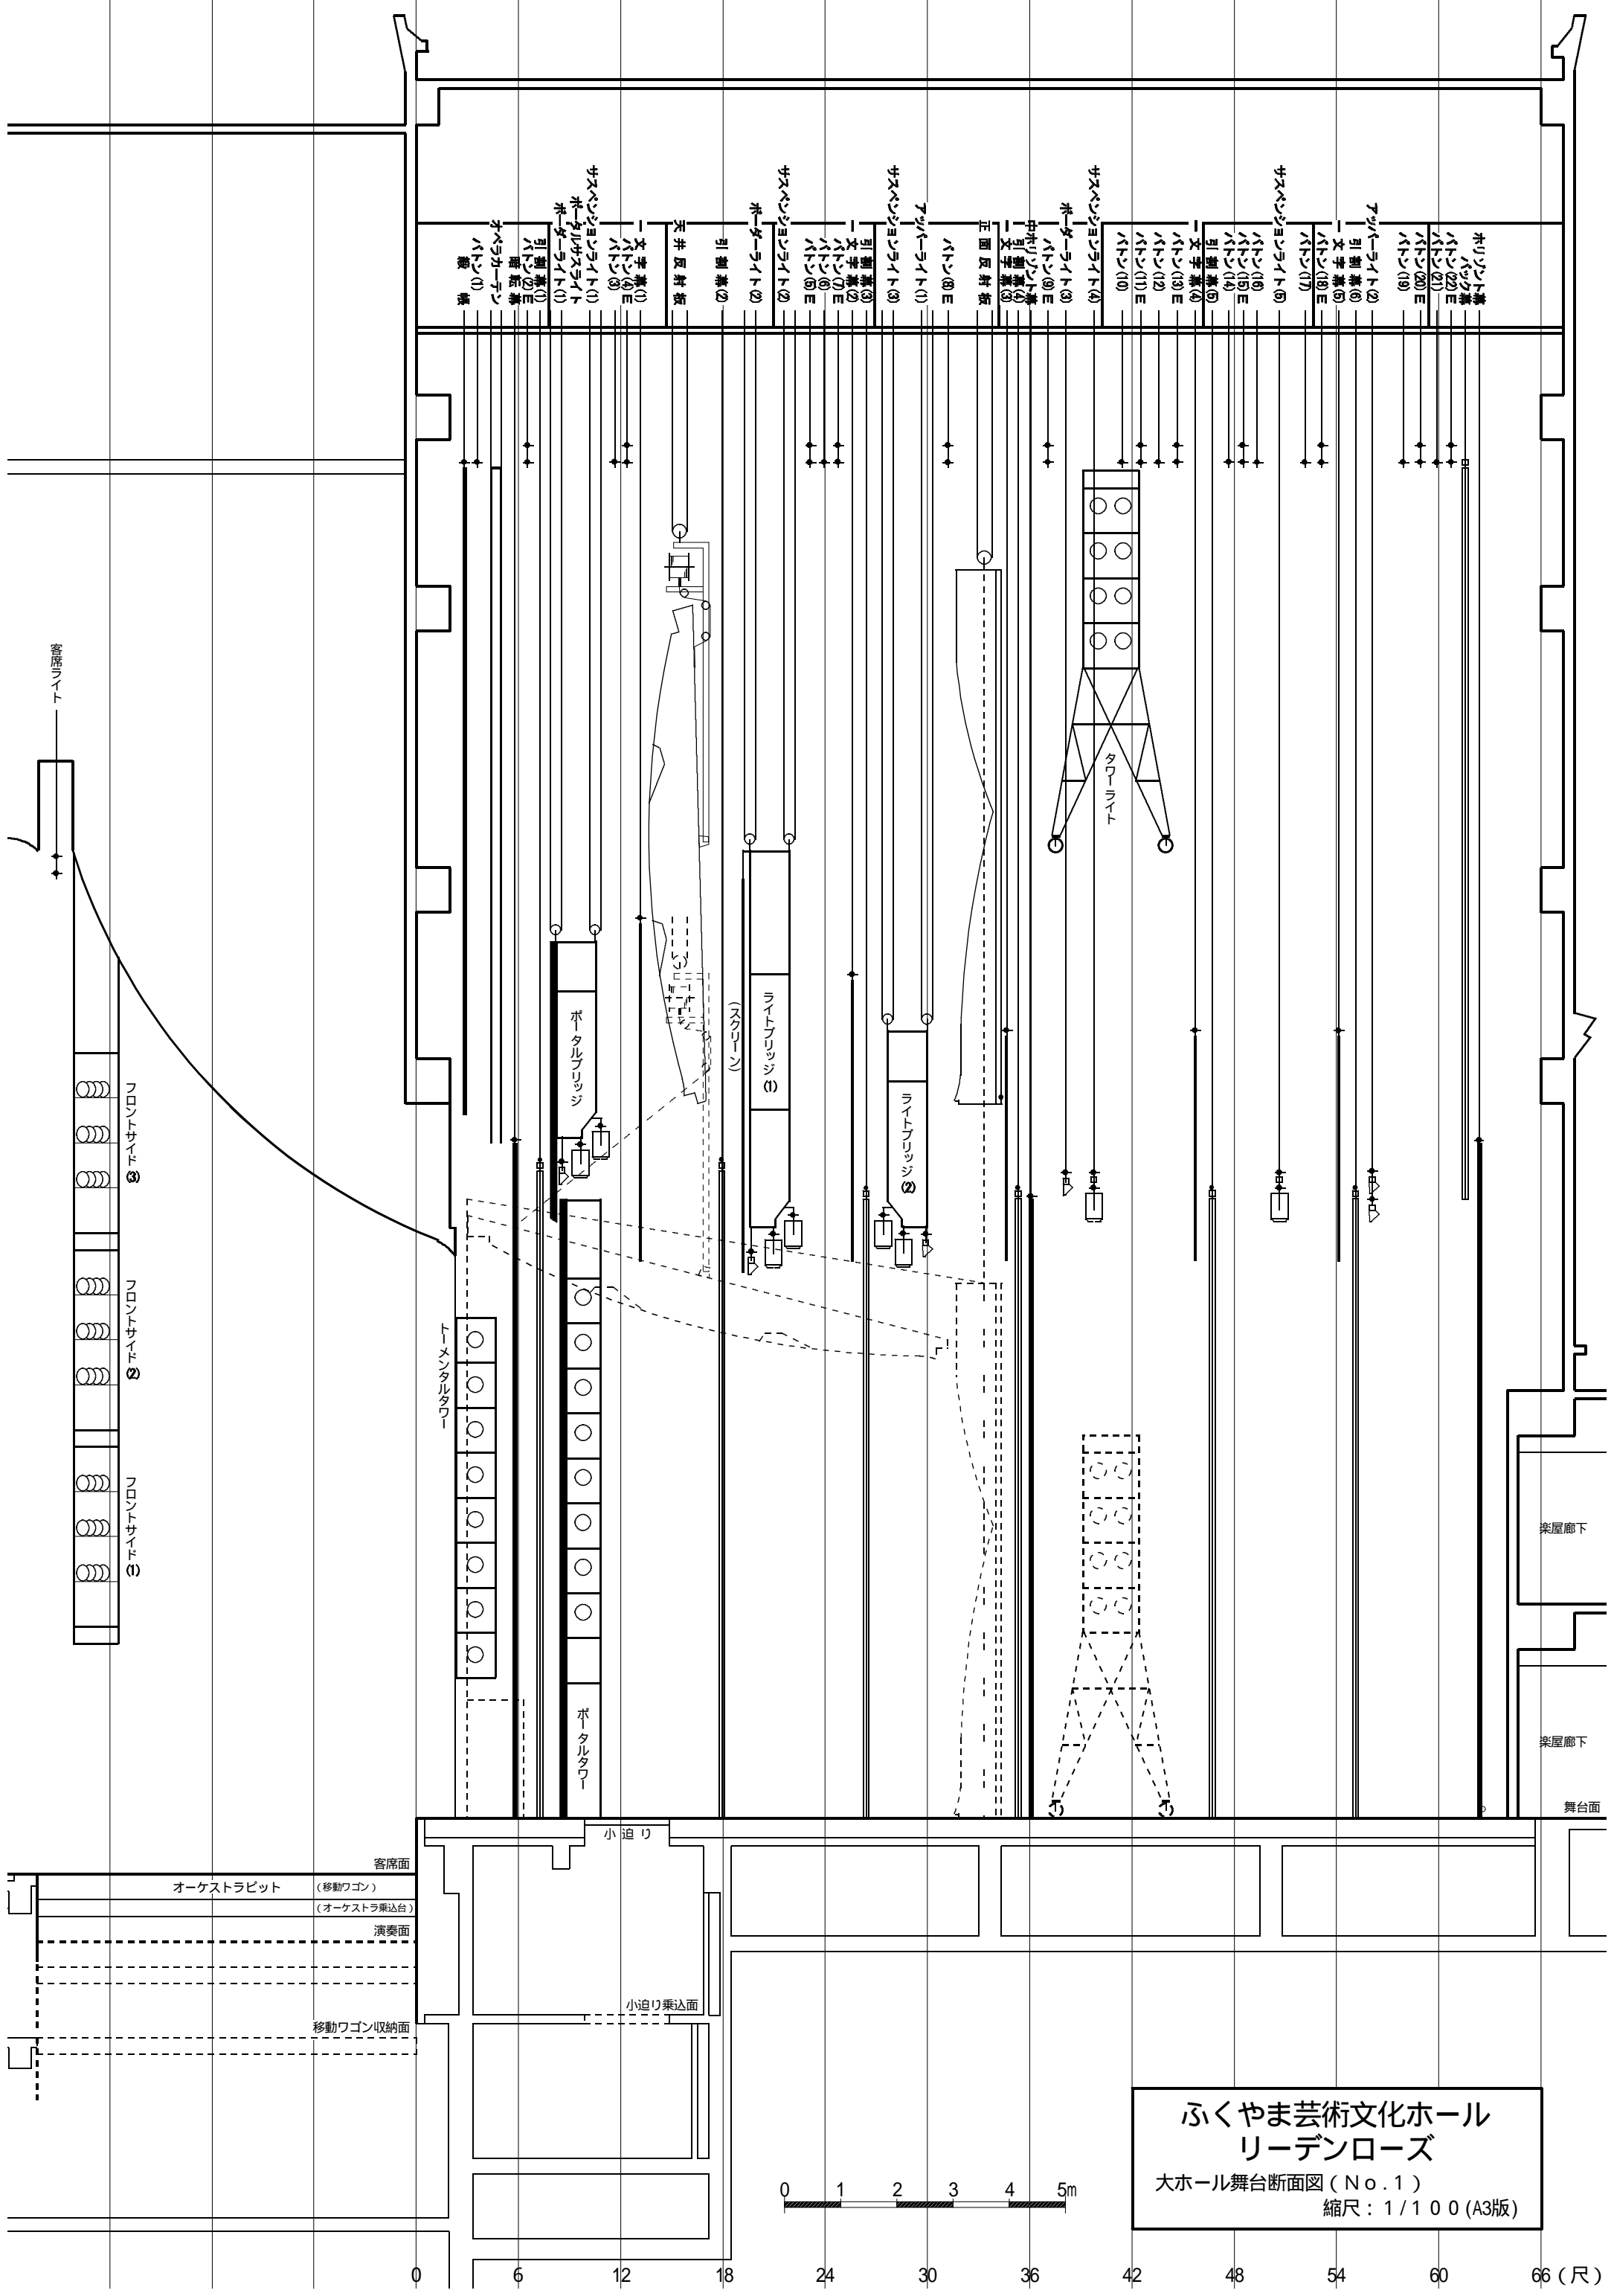 緞帳
バトン(1)
オペラカーテン
暗転幕
バトン(2)E
引割幕(1)
ボーダーライト(1)
ポータルサスライト
サスペンションライト(1)
バトン(3)
バトン(4)E
一文字幕(1)
天井反射板
引割幕(2)
ボーダーライト(2)
サスペンションライト(2)
バトン(5)E
バトン(6)
バトン(7)E
一文字幕(2)
引割幕(3)
サスペンションライト(3)
アッパーライト(1)
バトン(8)E
正面反射板
一文字幕(3)
引割幕(4)
中ホリゾント幕
バトン(9)E
ボーダーライト(3)
サスペンションライト(4)
バトン(10)
バトン(11)E
バトン(12)
バトン(13)E
一文字幕(4)
引割幕(5)
バトン(14)
バトン(15)E
バトン(16)
サスペンションライト(5)
バトン(17)
バトン(18)E
一文字幕(5)
引割幕(6)
アッパーライト(2)
バトン(19)
バトン(20)E
バトン(21)
バトン(22)E
バック幕
ホリゾント幕
客席ライト
タワーライト
ポータルブリッジ
(スクリーン)
ライトブリッジ(1)
ライトブリッジ(2)
フロントサイド(3)
フロントサイド(2)
フロントサイド(1)
トーメンタルタワー
ポータルタワー
楽屋廊下
楽屋廊下
舞台面
小迫り
客席面
オーケストラピット
(移動ワゴン)
(オーケストラ乗込台)
演奏面
小迫り乗込面
移動ワゴン収納面
ふくやま芸術文化ホール
リーデンローズ
大ホール舞台断面図(No.1)
縮尺:1/100(A3版)
0 1 2 3 4 5m
0 6 12 18 24 30 36 42 48 54 60 66(尺)